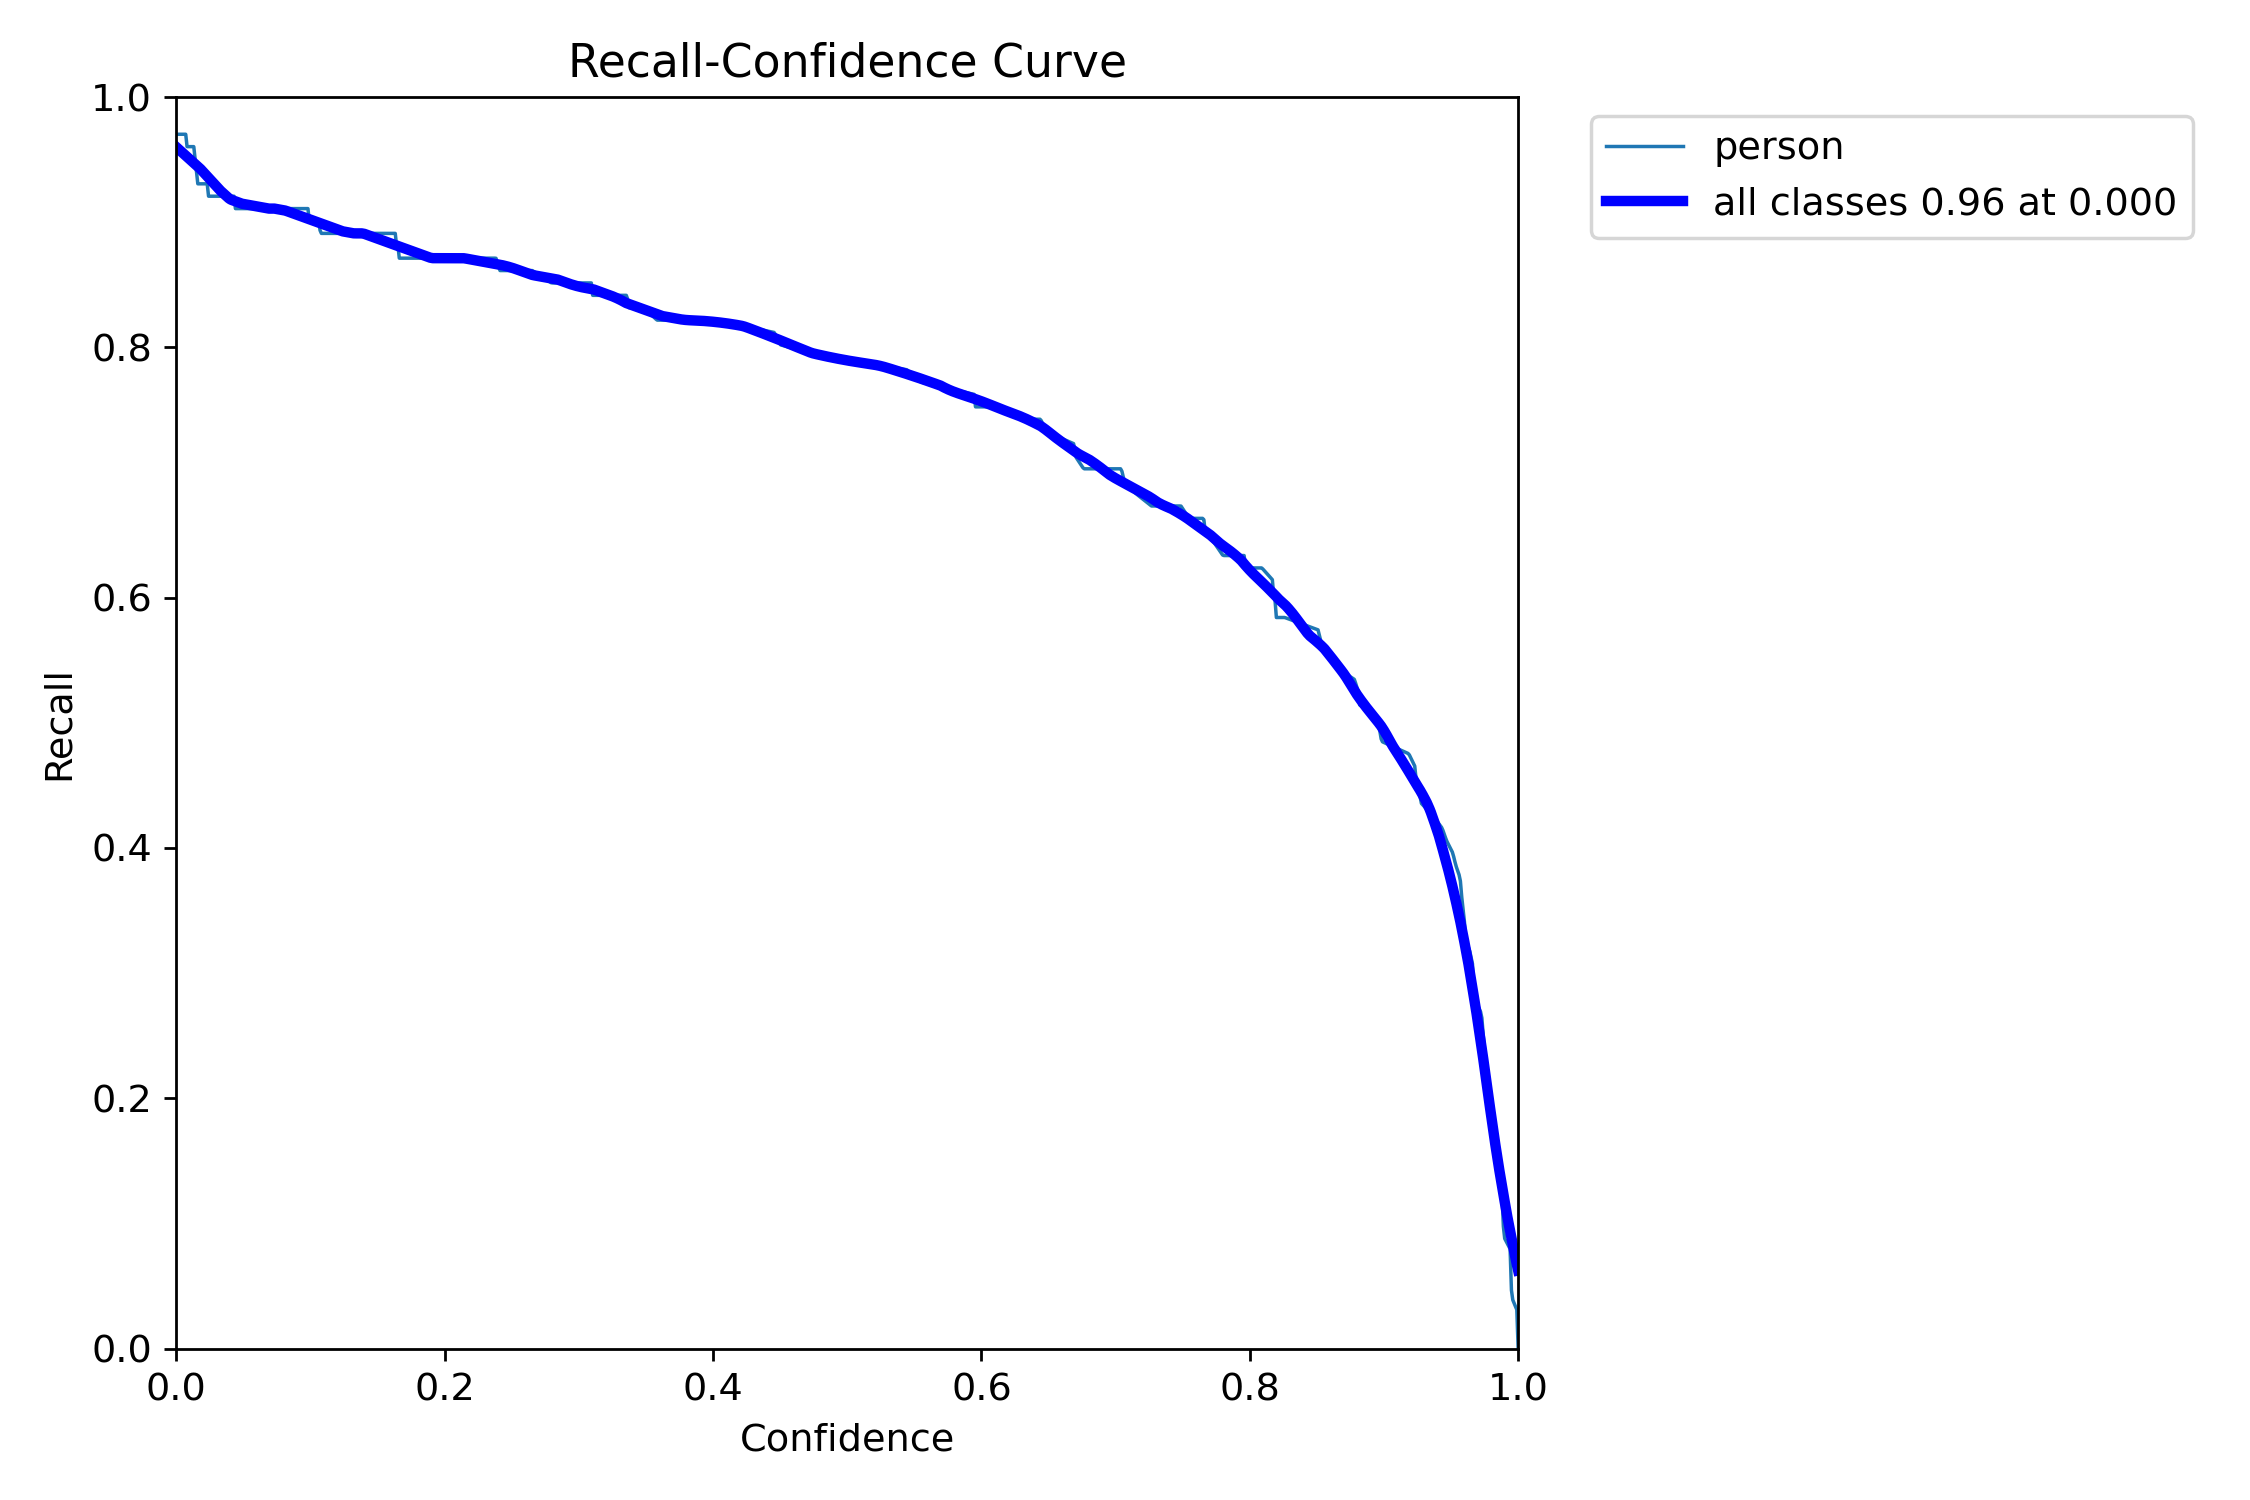 Recall-Confidence Curve
1.0
0.8
0.6
0.4
0.2
0.0
Recall
0.0 0.2 0.4 0.6 0.8 1.0
Confidence
person
all classes 0.96 at 0.000